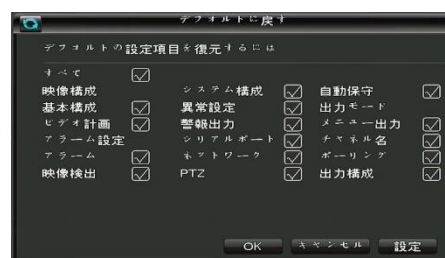 デフォルトに戻す
デフォルトの設定項目を復元するには
すべて
映像構成 システム構成 自動保守
基本構成 異常設定 出力モード
ビデオ計画 警報出力 メニュー出力
アラーム設定 シリアルポート チャネル名
アラーム ネットワーク ポーリング
映像検出 PTZ 出力構成
OK キャンセル 設定